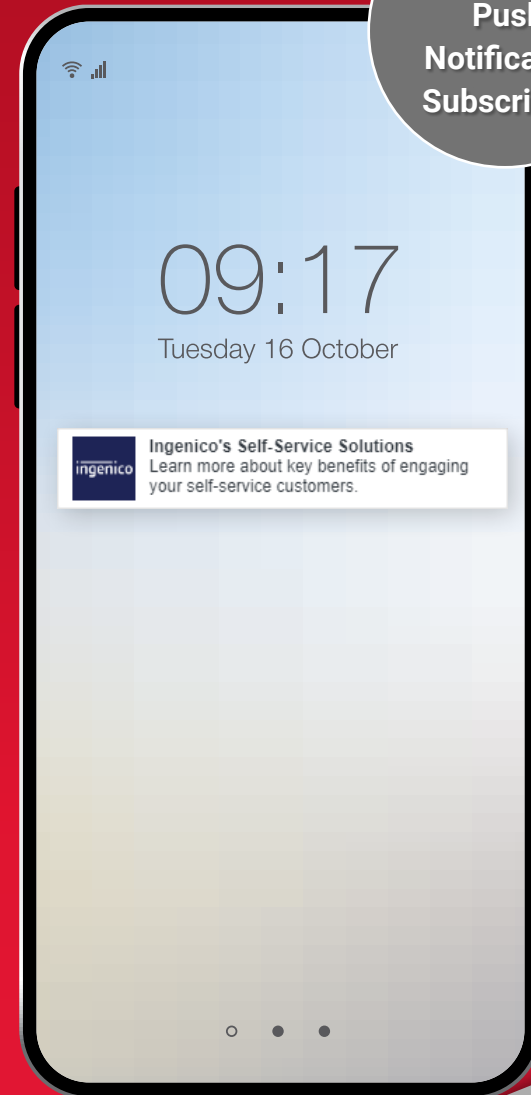 09:17
Tuesday 16 October
ingenico
Ingenico's Self-Service Solutions
Learn more about key benefits of engaging
your self-service customers.